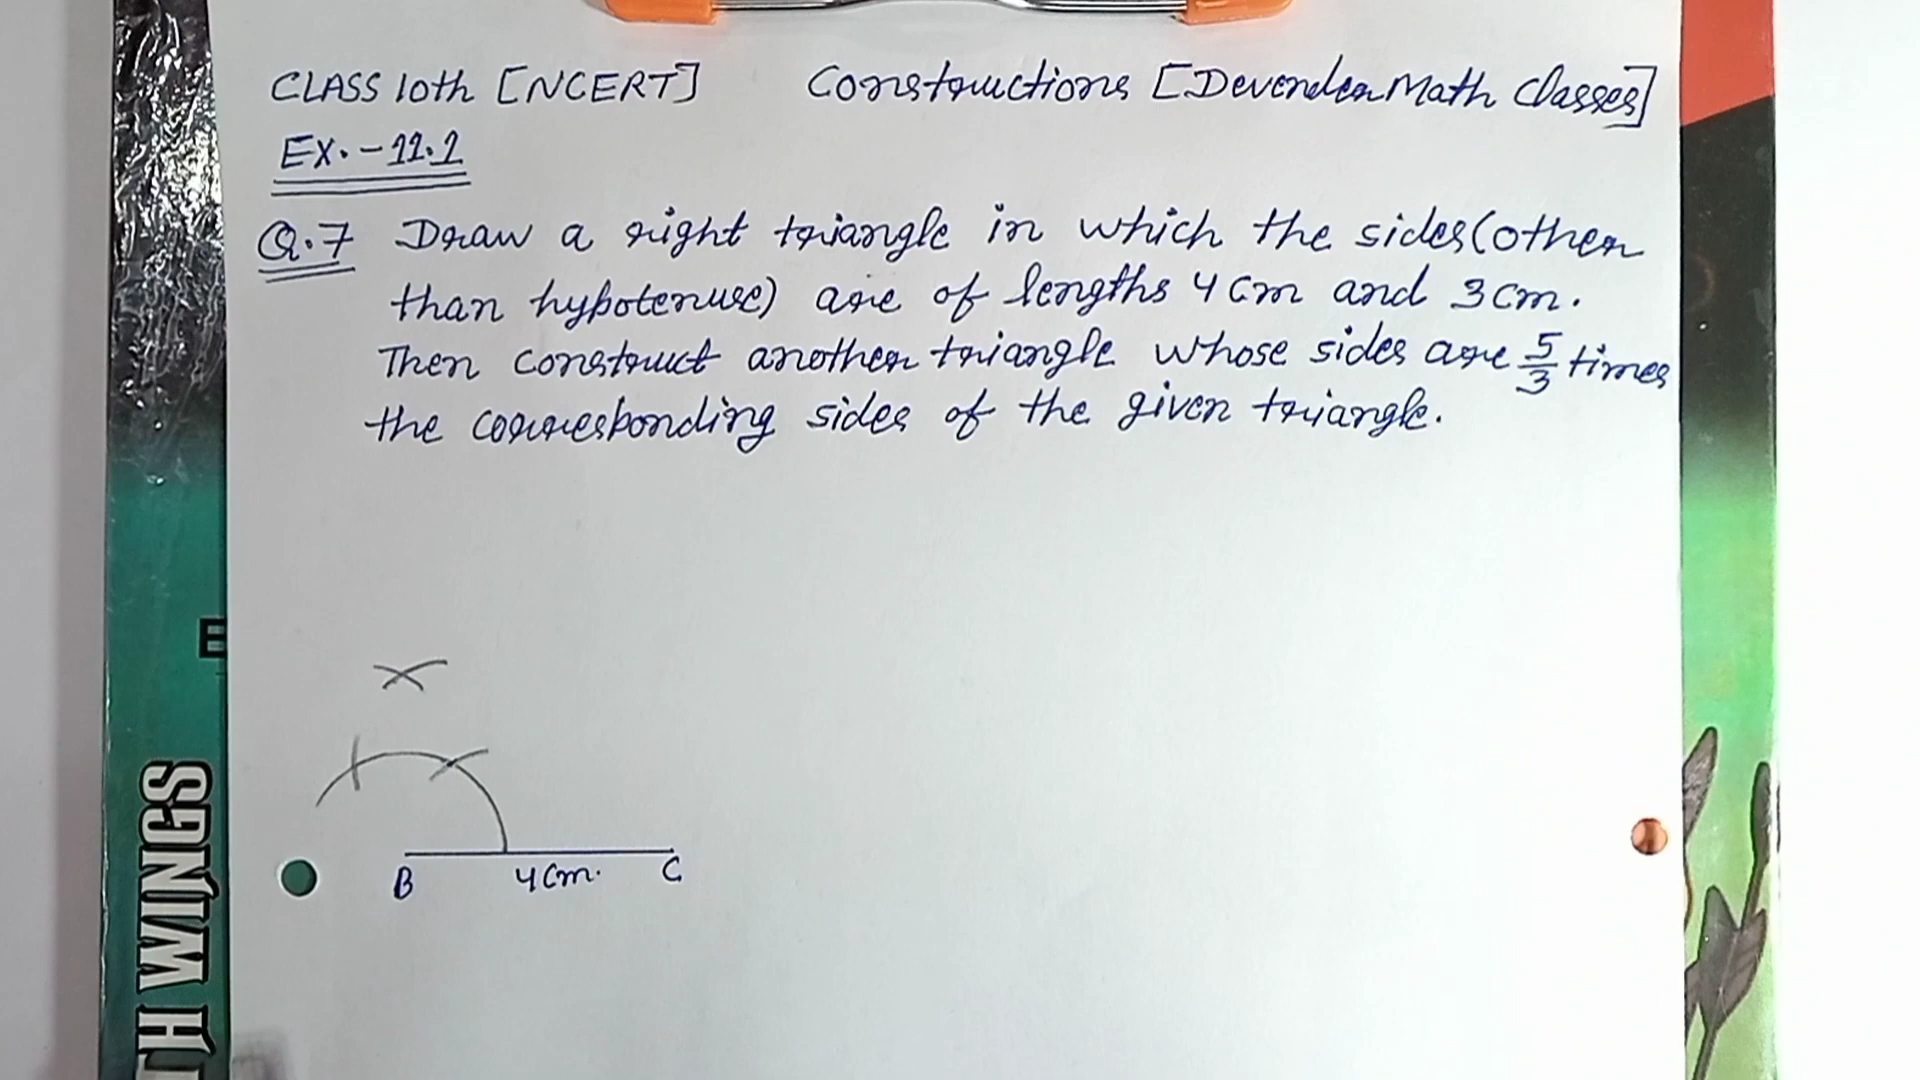 CLASS 10th [NCERT] Constructions [Devender Math Classes]
Ex.-11.1
Q.7 Draw a right triangle in which the sides (other
than hypotenuse) are of lengths 4 cm and 3 cm.
Then construct another triangle whose sides are 5/3 times
the corresponding sides of the given triangle.
B 4 cm. C
TH WINGS